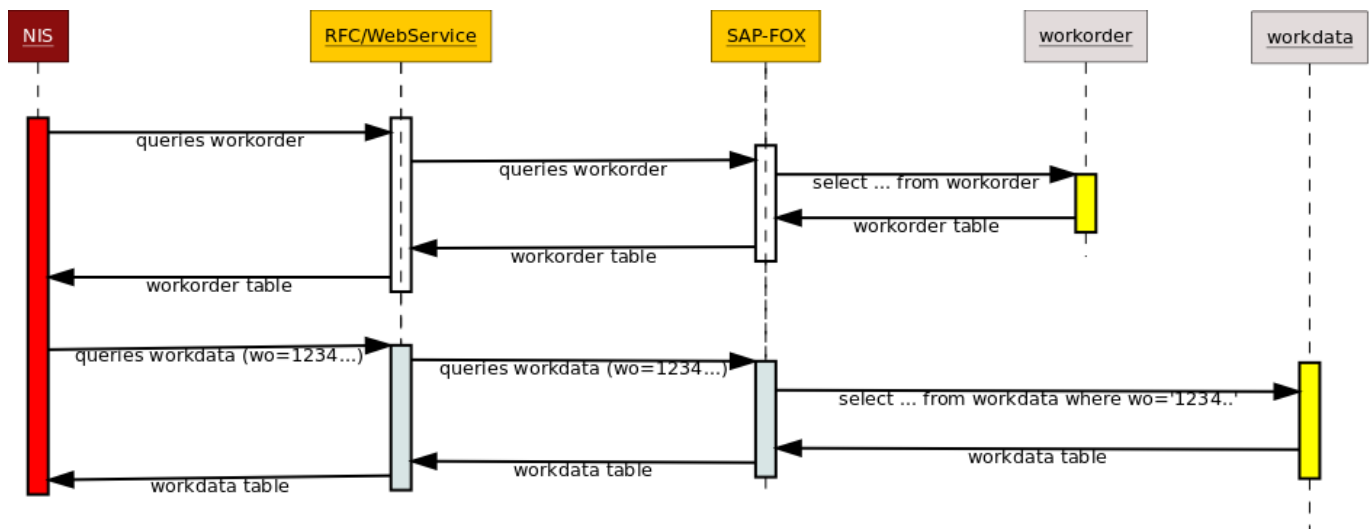 NIS
RFC/WebService
SAP-FOX
workorder
workdata
queries workorder
queries workorder
select ... from workorder
workorder table
workorder table
workorder table
queries workdata (wo=1234...)
queries workdata (wo=1234...)
select ... from workdata where wo='1234..'
workdata table
workdata table
workdata table